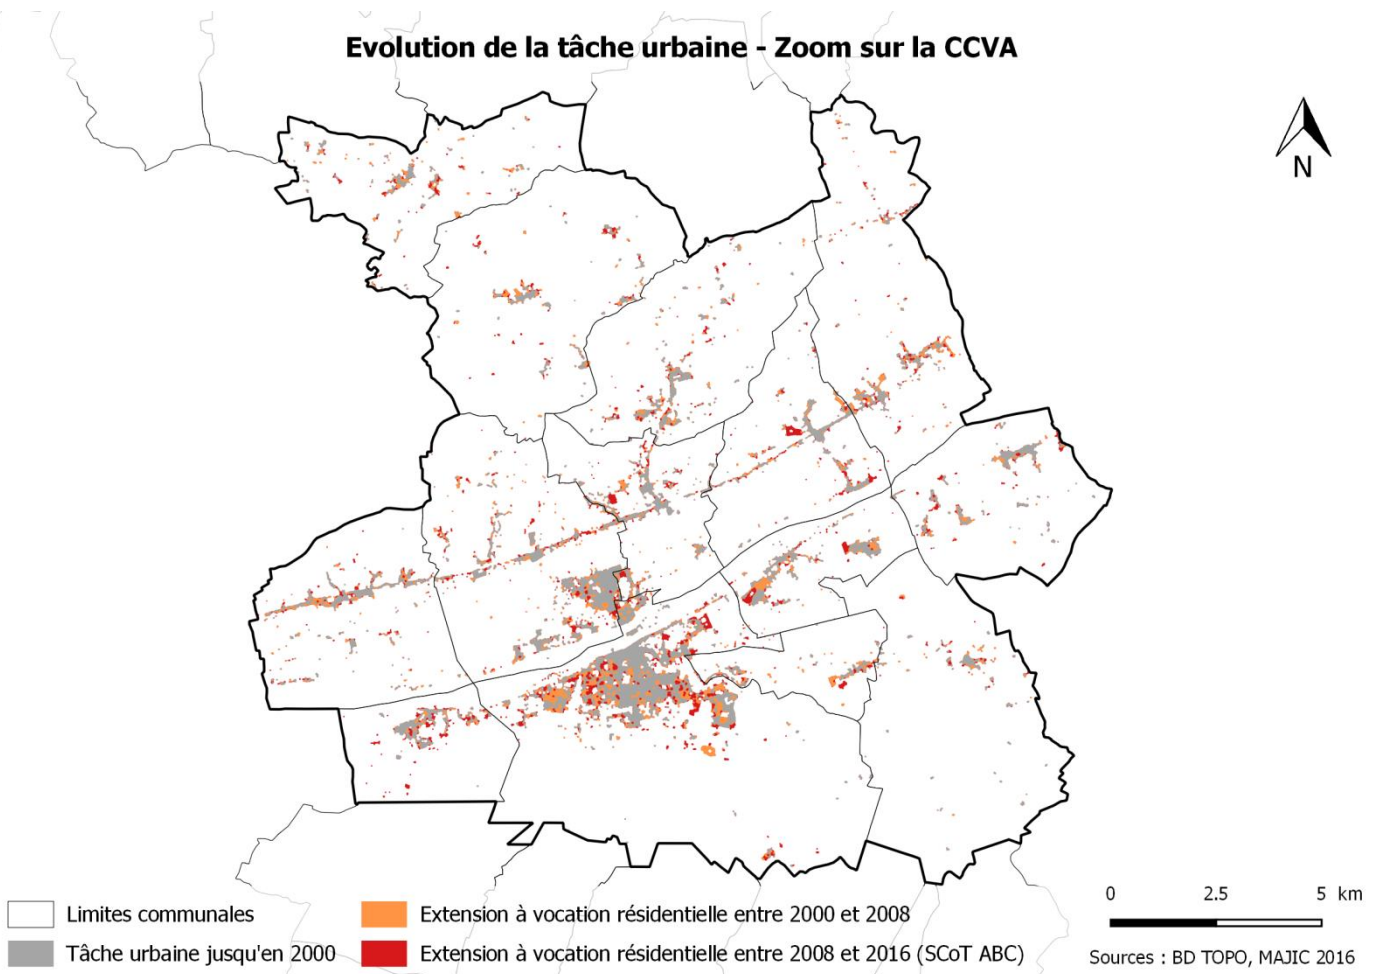 Evolution de la tâche urbaine - Zoom sur la CCVA
N
Limites communales
Tâche urbaine jusqu'en 2000
Extension à vocation résidentielle entre 2000 et 2008
Extension à vocation résidentielle entre 2008 et 2016 (SCoT ABC)
0 2.5 5 km
Sources : BD TOPO, MAJIC 2016